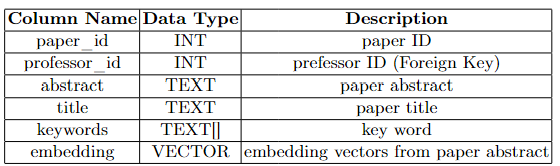 Column Name Data Type Description
paper_id INT paper ID
professor_id INT prefessor ID (Foreign Key)
abstract TEXT paper abstract
title TEXT paper title
keywords TEXT[] key word
embedding VECTOR embedding vectors from paper abstract